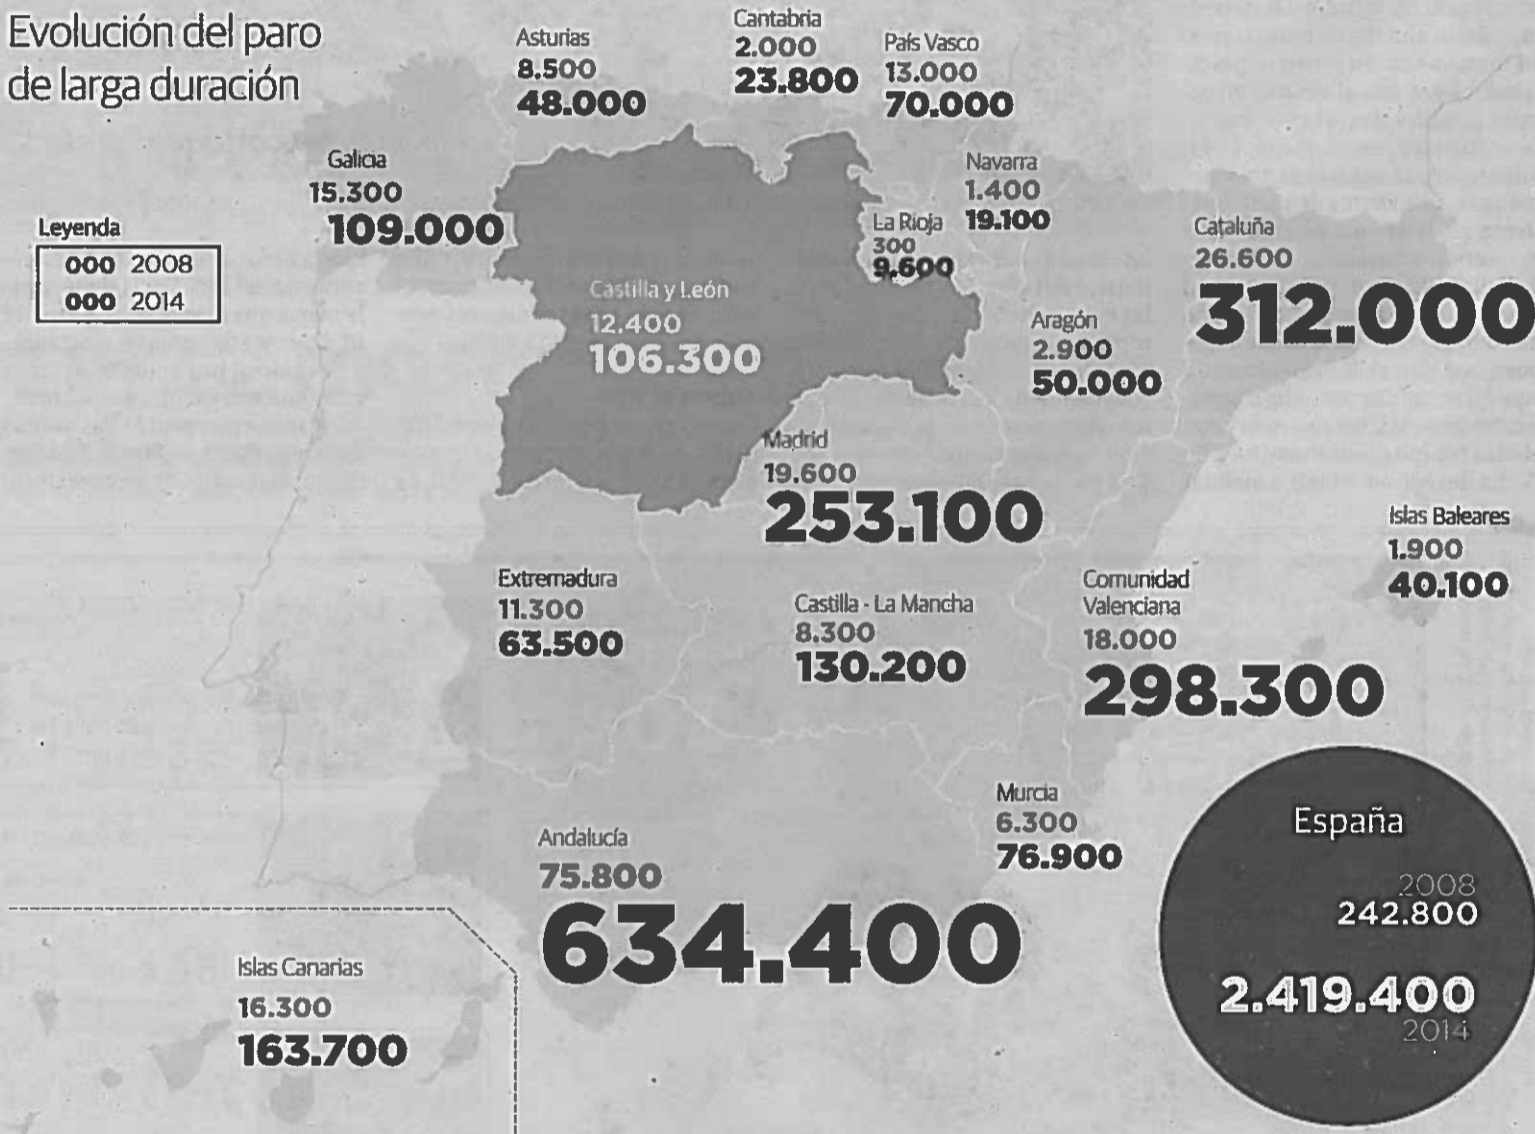 Evolución del paro
de larga duración
Leyenda
000 2008
000 2014
Asturias
8.500
48.000
Cantabria
2.000
23.800
País Vasco
13.000
70.000
Galicia
15.300
109.000
Navarra
1.400
19.100
La Rioja
300
9.600
Cataluña
26.600
312.000
Castilla y León
12.400
106.300
Aragón
2.900
50.000
Madrid
19.600
253.100
Islas Baleares
1.900
40.100
Extremadura
11.300
63.500
Castilla - La Mancha
8.300
130.200
Comunidad
Valenciana
18.000
298.300
Murcia
6.300
76.900
Andalucía
75.800
634.400
Islas Canarias
16.300
163.700
España
2008
242.800
2.419.400
2014